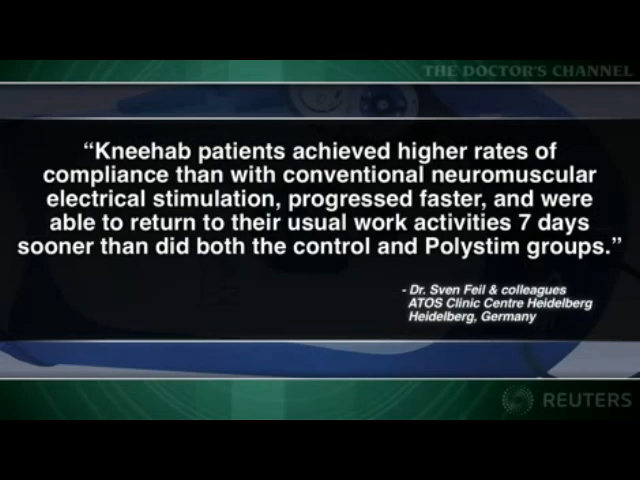 THE DOCTOR'S CHANNEL
“Kneehab patients achieved higher rates of
compliance than with conventional neuromuscular
electrical stimulation, progressed faster, and were
able to return to their usual work activities 7 days
sooner than did both the control and Polystim groups.”
- Dr. Sven Feil & colleagues
ATOS Clinic Centre Heidelberg
Heidelberg, Germany
REUTERS